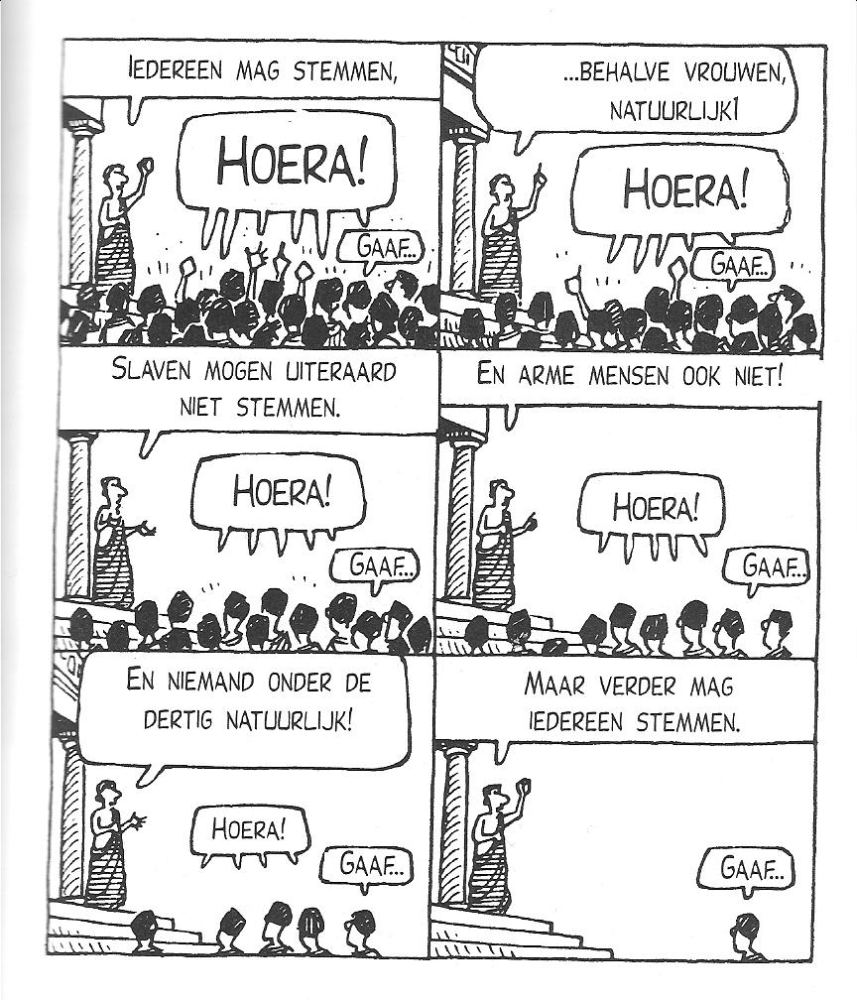 IEDEREEN MAG STEMMEN,
HOERA!
GAAF...
...BEHALVE VROUWEN,
NATUURLIJK!
HOERA!
GAAF...
SLAVEN MOGEN UITERAARD
NIET STEMMEN.
HOERA!
GAAF...
EN ARME MENSEN OOK NIET!
HOERA!
GAAF...
EN NIEMAND ONDER DE
DERTIG NATUURLIJK!
HOERA!
GAAF...
MAAR VERDER MAG
IEDEREEN STEMMEN.
GAAF...